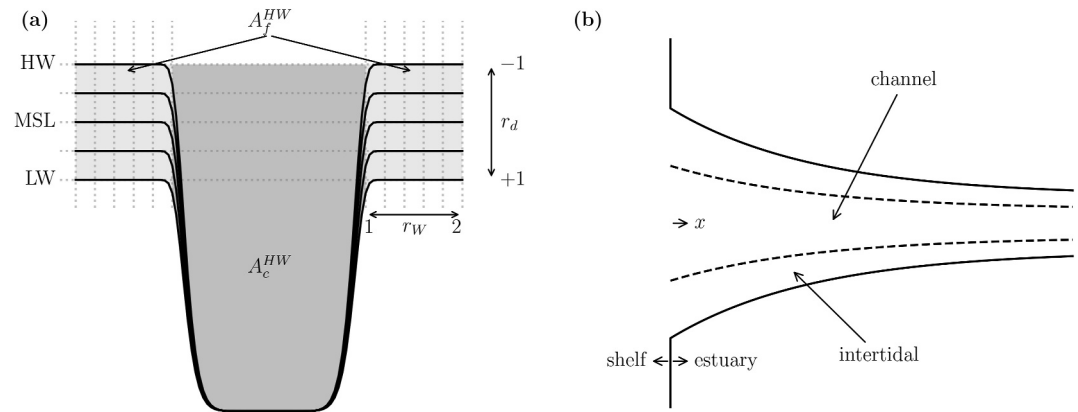 (a)
A_f^{HW}
HW
MSL
LW
−1
r_d
+1
1 r_W 2
A_c^{HW}
(b)
channel
x
intertidal
shelf estuary